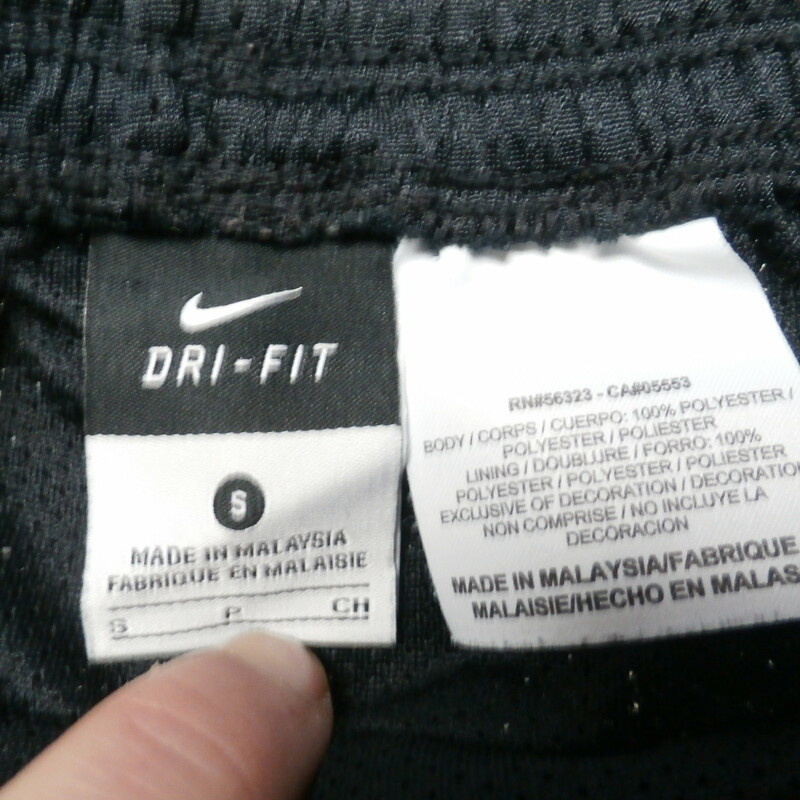 DRI-FIT
S
MADE IN MALAYSIA
FABRIQUE EN MALAISIE
S P CH
RN#56323 - CA#05553
BODY / CORPS / CUERPO: 100% POLYESTER /
POLYESTER / POLIESTER
LINING / DOUBLURE / FORRO: 100%
POLYESTER / POLYESTER / POLIESTER
EXCLUSIVE OF DECORATION / DECORATION
NON COMPRISE / NO INCLUYE LA
DECORACION
MADE IN MALAYSIA/FABRIQUE
MALAISIE/HECHO EN MALAS